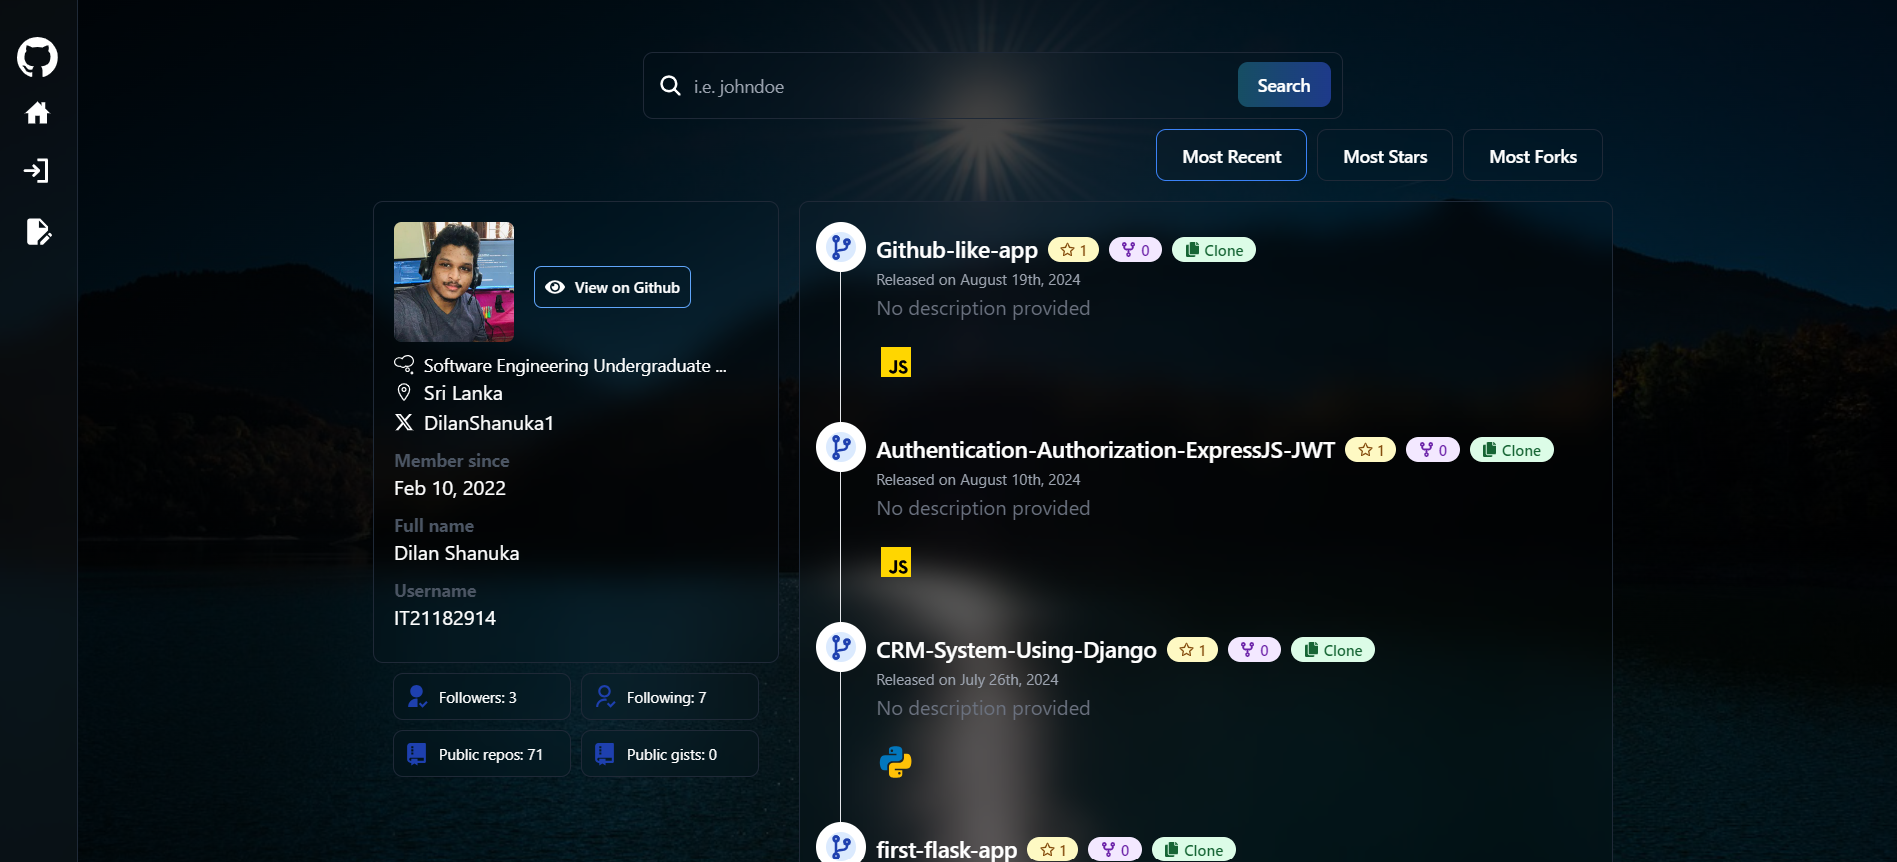 i.e. johndoe
Search
Most Recent
Most Stars
Most Forks
View on Github
Software Engineering Undergraduate ...
Sri Lanka
DilanShanuka1
Member since
Feb 10, 2022
Full name
Dilan Shanuka
Username
IT21182914
Followers: 3
Following: 7
Public repos: 71
Public gists: 0
Github-like-app 1 0 Clone
Released on August 19th, 2024
No description provided
JS
Authentication-Authorization-ExpressJS-JWT 1 0 Clone
Released on August 10th, 2024
No description provided
JS
CRM-System-Using-Django 1 0 Clone
Released on July 26th, 2024
No description provided
first-flask-app 1 0 Clone